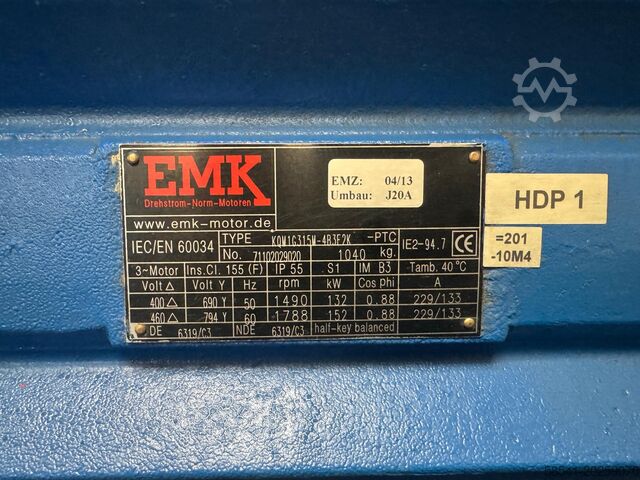 EMK
Drehstrom-Norm-Motoren
www.emk-motor.de
EMZ: 04/13
Umbau: J20A
HDP 1
=201
-10M4
IEC/EN 60034 TYPE KQW1G315M-4B3F2K -PTC IE2-94.7 CE
No. 71102029020 1040 kg.
3~Motor Ins.Cl. 155 (F) IP 55 S1 IM B3 Tamb. 40°C
Volt △ Volt Y Hz rpm kW Cos phi A
400 △ 690 Y 50 1490 132 0.88 229/133
460 △ 794 Y 60 1788 152 0.88 229/133
DE 6319/C3 NDE 6319/C3 half-key balanced